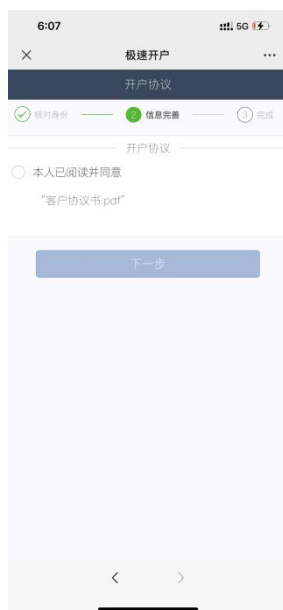 6:07
5G
极速开户
开户协议
核对身份
2 信息完善
3 完成
开户协议
本人已阅读并同意
“客户协议书.pdf”
下一步